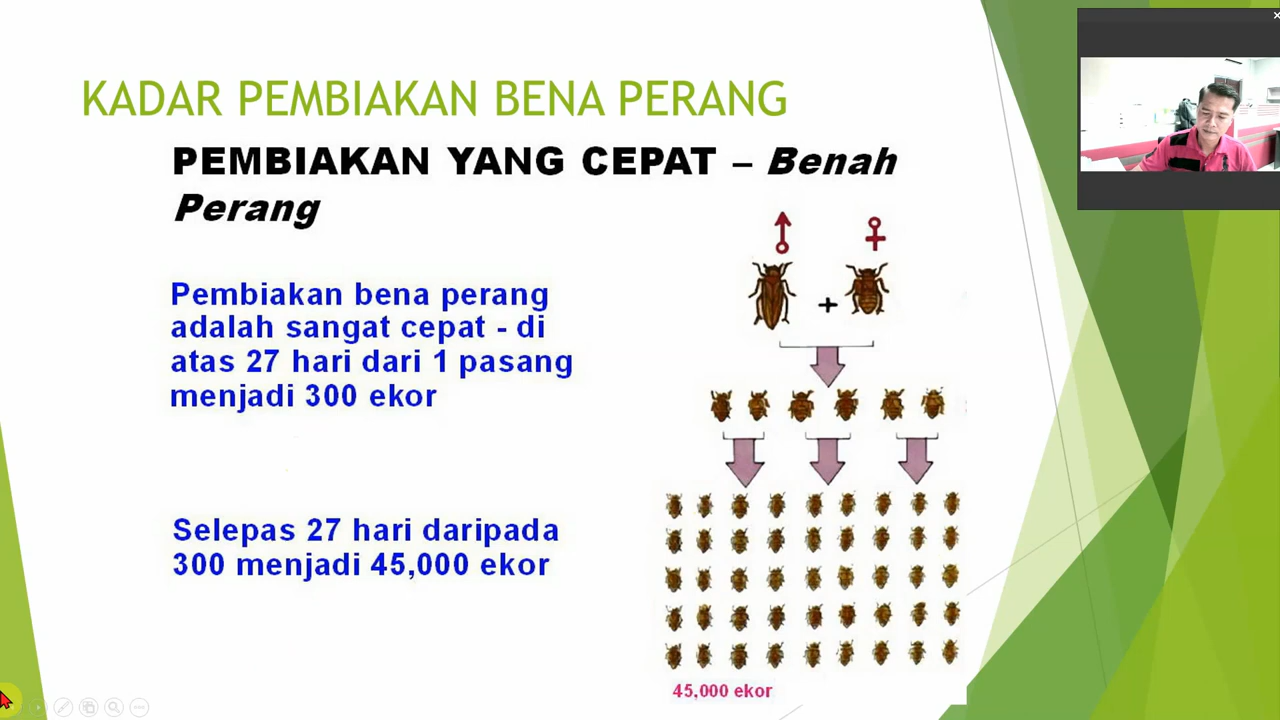 KADAR PEMBIAKAN BENA PERANG
PEMBIAKAN YANG CEPAT – Benah
Perang
Pembiakan bena perang
adalah sangat cepat - di
atas 27 hari dari 1 pasang
menjadi 300 ekor
Selepas 27 hari daripada
300 menjadi 45,000 ekor
45,000 ekor